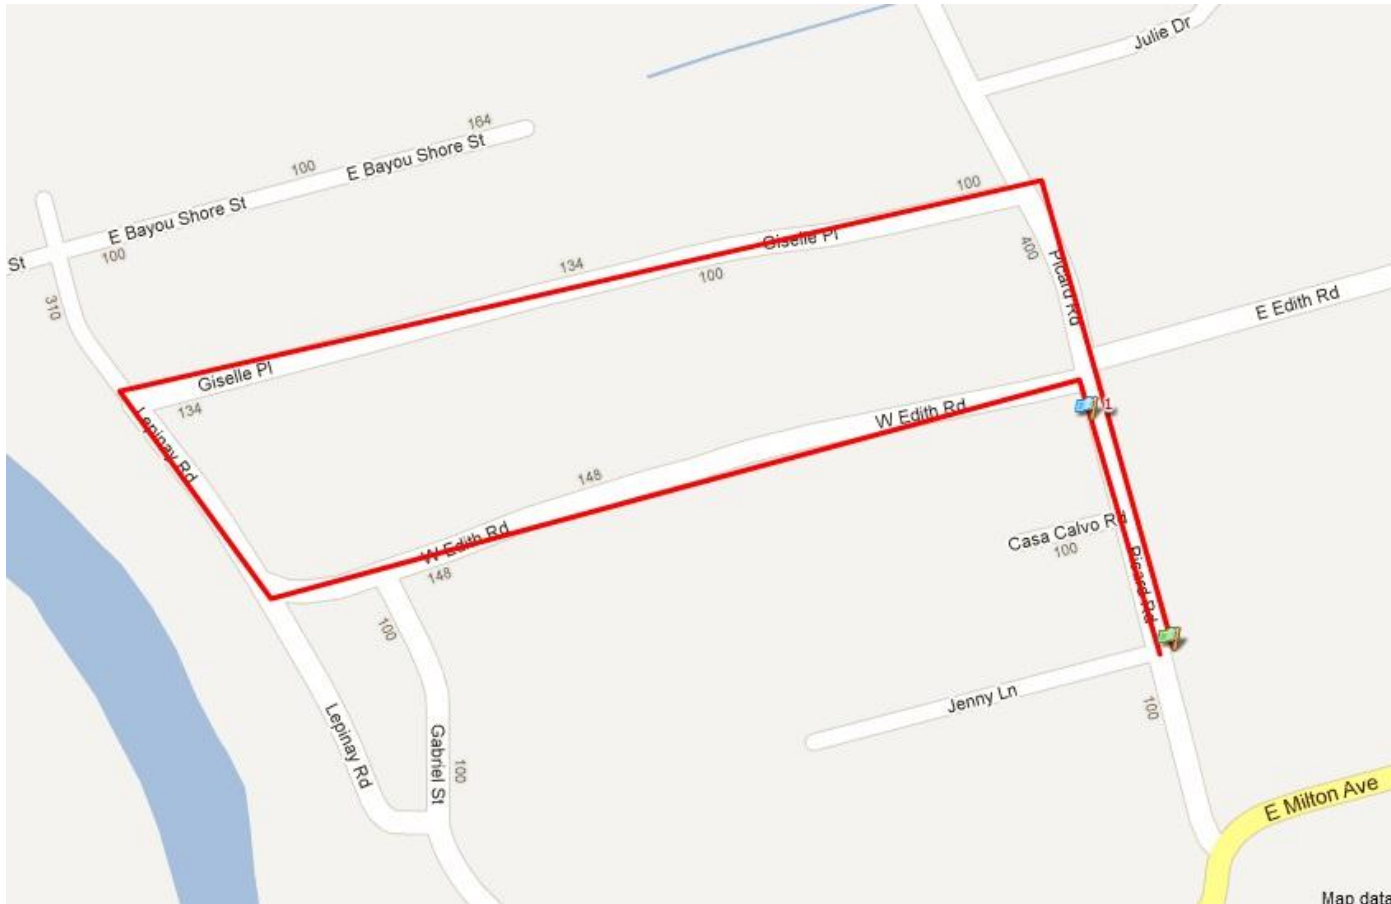 Julie Dr
164
100
E Bayou Shore St
E Bayou Shore St
100
St
310
100
Giselle Pl
134
100
400
Picard Rd
E Edith Rd
Giselle Pl
134
Lepinay Rd
1
W Edith Rd
148
W Edith Rd
148
Casa Calvo Rd
100
Picard Rd
100
Jenny Ln
100
Lepinay Rd
Gabriel St
100
E Milton Ave
Map data